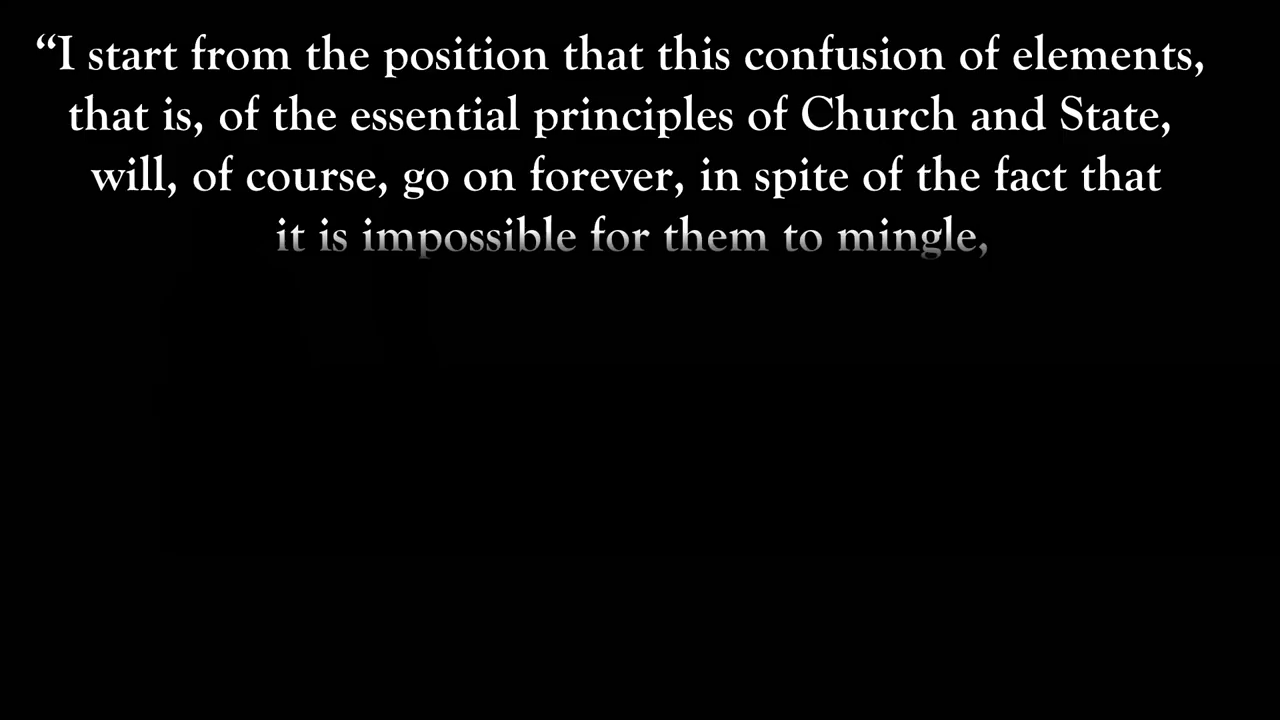 “I start from the position that this confusion of elements,
that is, of the essential principles of Church and State,
will, of course, go on forever, in spite of the fact that
it is impossible for them to mingle,